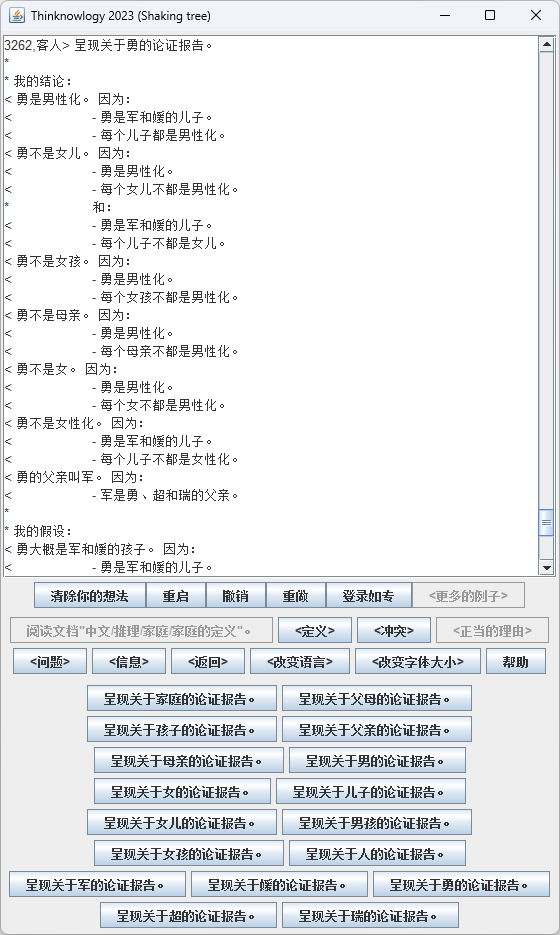 Thinknowlogy 2023 (Shaking tree)
3262,客人> 呈现关于勇的论证报告。
*
* 我的结论:
< 勇是男性化。 因为:
< - 勇是军和媛的儿子。
< - 每个儿子都是男性化。
< 勇不是女儿。 因为:
< - 勇是男性化。
< - 每个女儿不都是男性化。
* 和:
< - 勇是军和媛的儿子。
< - 每个儿子不都是女儿。
< 勇不是女孩。 因为:
< - 勇是男性化。
< - 每个女孩不都是男性化。
< 勇不是母亲。 因为:
< - 勇是男性化。
< - 每个母亲不都是男性化。
< 勇不是女。 因为:
< - 勇是男性化。
< - 每个女不都是男性化。
< 勇不是女性化。 因为:
< - 勇是军和媛的儿子。
< - 每个儿子不都是女性化。
< 勇的父亲叫军。 因为:
< - 军是勇、超和瑞的父亲。
*
* 我的假设:
< 勇大概是军和媛的孩子。 因为:
< - 勇是军和媛的儿子。
清除你的想法 重启 撤销 重做 登录如专 <更多的例子>
阅读文档"中文/推理/家庭/家庭的定义"。 <定义> <冲突> <正当的理由>
<问题> <信息> <返回> <改变语言> <改变字体大小> 帮助
呈现关于家庭的论证报告。 呈现关于父母的论证报告。
呈现关于孩子的论证报告。 呈现关于父亲的论证报告。
呈现关于母亲的论证报告。 呈现关于男的论证报告。
呈现关于女的论证报告。 呈现关于儿子的论证报告。
呈现关于女儿的论证报告。 呈现关于男孩的论证报告。
呈现关于女孩的论证报告。 呈现关于人的论证报告。
呈现关于军的论证报告。 呈现关于媛的论证报告。 呈现关于勇的论证报告。
呈现关于超的论证报告。 呈现关于瑞的论证报告。